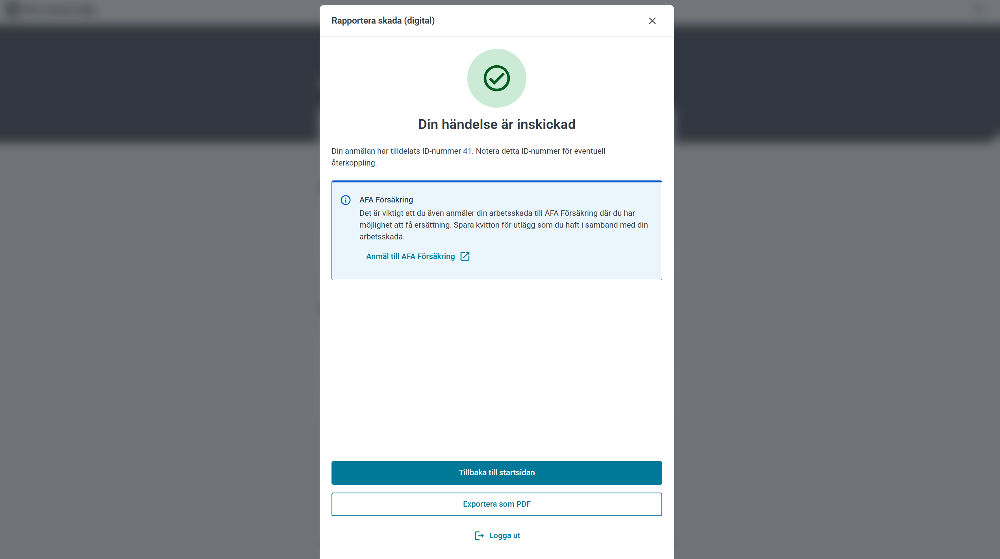 Rapportera skada (digital)
Din händelse är inskickad
Din anmälan har tilldelats ID-nummer 41. Notera detta ID-nummer för eventuell
återkoppling.
AFA Försäkring
Det är viktigt att du även anmäler din arbetsskada till AFA Försäkring där du har
möjlighet att få ersättning. Spara kvitton för utlägg som du haft i samband med din
arbetsskada.
Anmäl till AFA Försäkring
Tillbaka till startsidan
Exportera som PDF
Logga ut